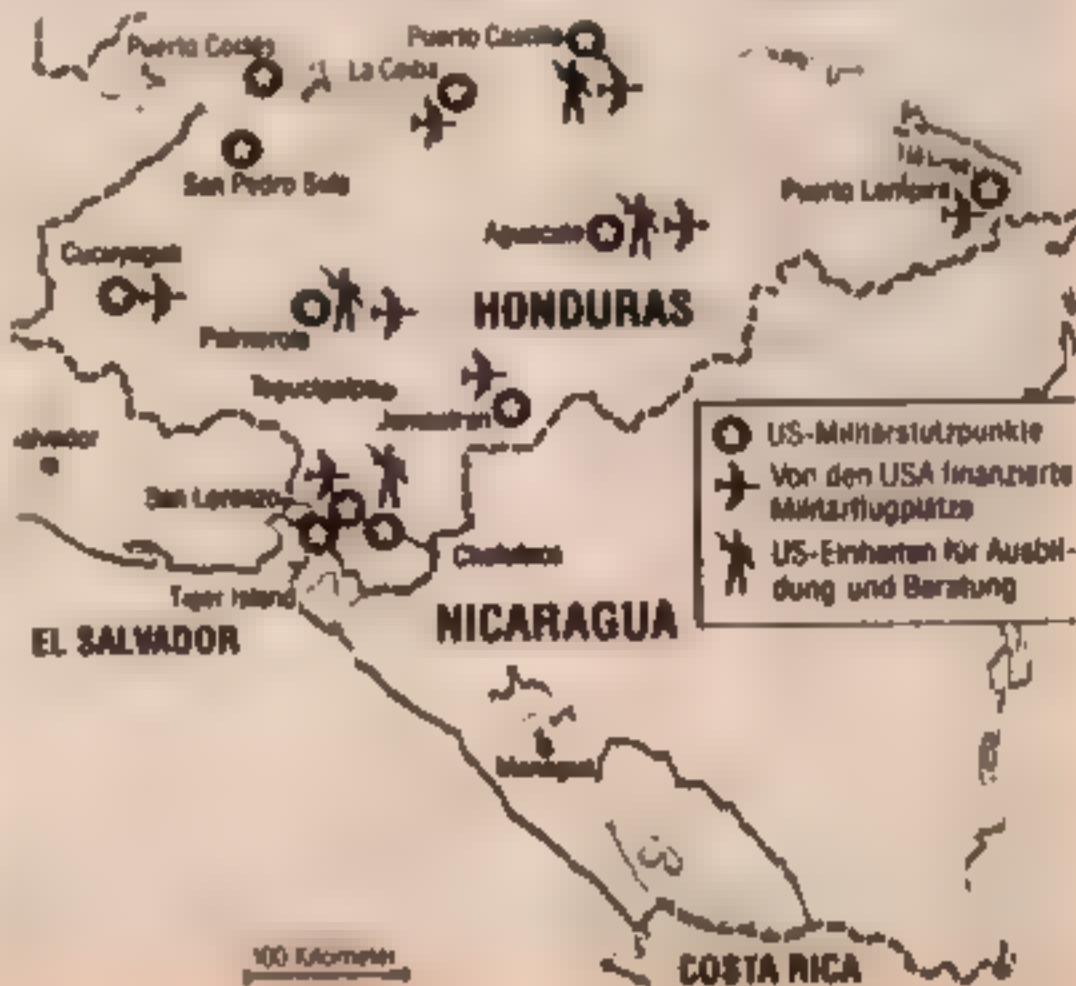 Puerto Cortés
Puerto Castilla
La Ceiba
San Pedro Sula
Puerto Lempira
Aguacate
Cucuyagua
HONDURAS
Palmerola
Tegucigalpa
Jamastran
US-Militärstützpunkte
Von den USA finanzierte
Militärflugplätze
US-Einheiten für Ausbil-
dung und Beratung
San Lorenzo
Choluteca
Tiger Island
NICARAGUA
EL SALVADOR
Managua
100 Kilometer
COSTA RICA